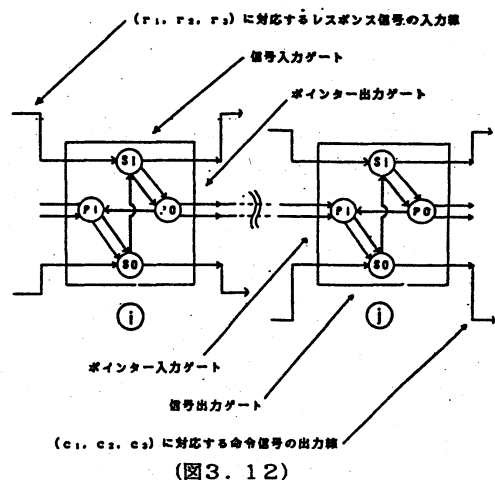 (r₁, r₂, r₃)に対応するレスポンス信号の入力線
信号入力ゲート
ポインター出力ゲート
SI
SI
PI
PO
PI
PO
SO
SO
i
j
ポインター入力ゲート
信号出力ゲート
(c₁, c₂, c₃)に対応する命令信号の出力線
(図3.12)